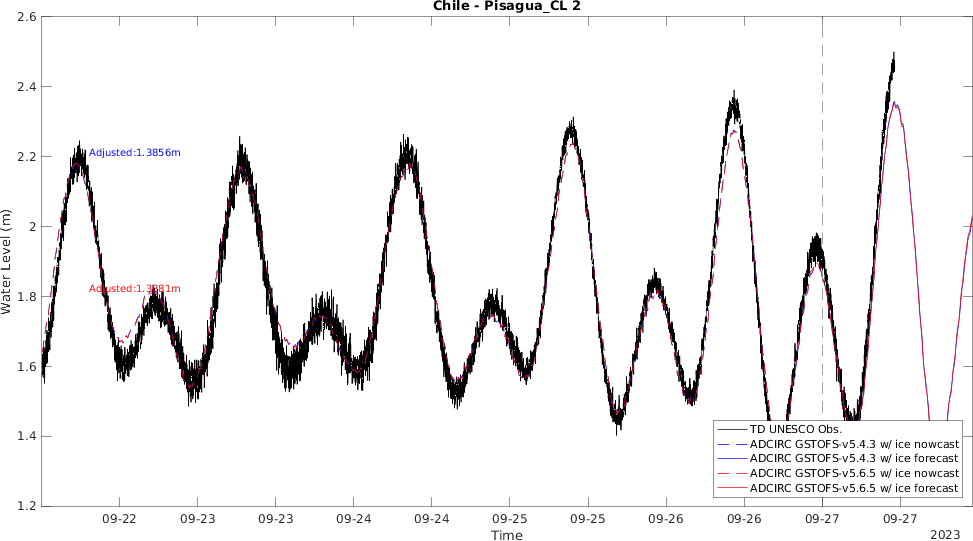 Chile - Pisagua_CL 2
2.6
2.4
2.2
2
1.8
1.6
1.4
1.2
Water Level (m)
Adjusted:1.3856m
Adjusted:1.3881m
TD UNESCO Obs.
ADCIRC GSTOFS-v5.4.3 w/ ice nowcast
ADCIRC GSTOFS-v5.4.3 w/ ice forecast
ADCIRC GSTOFS-v5.6.5 w/ ice nowcast
ADCIRC GSTOFS-v5.6.5 w/ ice forecast
09-22 09-23 09-23 09-24 09-24 09-25 09-25 09-26 09-26 09-27 09-27
2023
Time